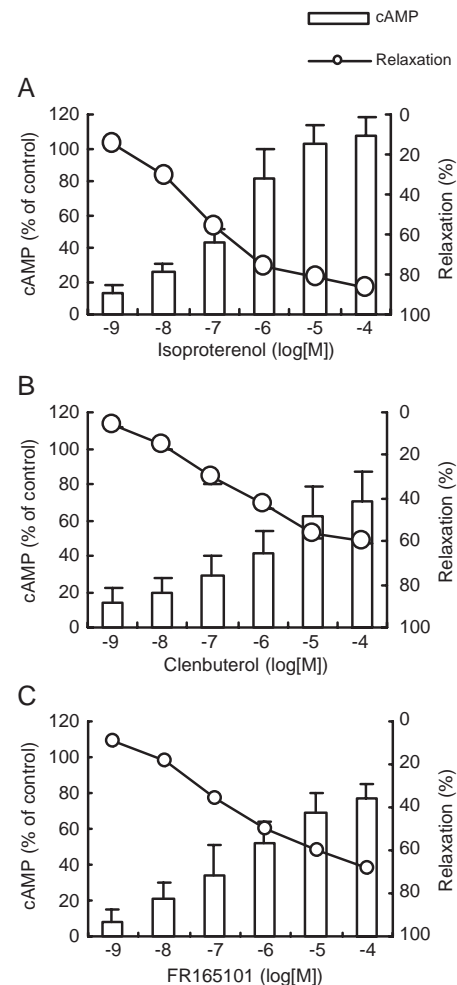 cAMP
Relaxation
A
cAMP (% of control)
120
100
80
60
40
20
0
-9 -8 -7 -6 -5 -4
Isoproterenol (log[M])
0
20
40
60
80
100
Relaxation (%)
B
cAMP (% of control)
120
100
80
60
40
20
0
-9 -8 -7 -6 -5 -4
Clenbuterol (log[M])
0
20
40
60
80
100
Relaxation (%)
C
cAMP (% of control)
120
100
80
60
40
20
0
-9 -8 -7 -6 -5 -4
FR165101 (log[M])
0
20
40
60
80
100
Relaxation (%)